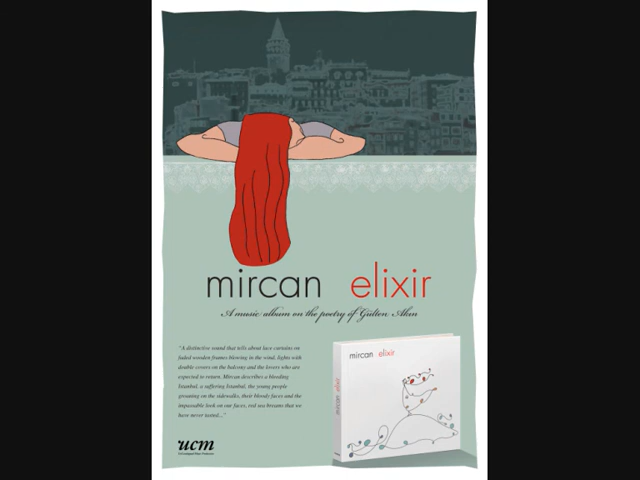 mircan elixir
A music album on the poetry of Gülten Akın
"A distinctive sound that tells about lace curtains on
faded wooden frames blowing in the wind, lights with
double covers on the balcony and the lovers who are
expected to return. Mircan describes a bleeding
Istanbul, a suffering Istanbul, the young people
groaning on the sidewalks, their bloody faces and the
impassable look on our faces, red sea breams that we
have never tasted..."
mircan elixir
mircan elixir
ucm